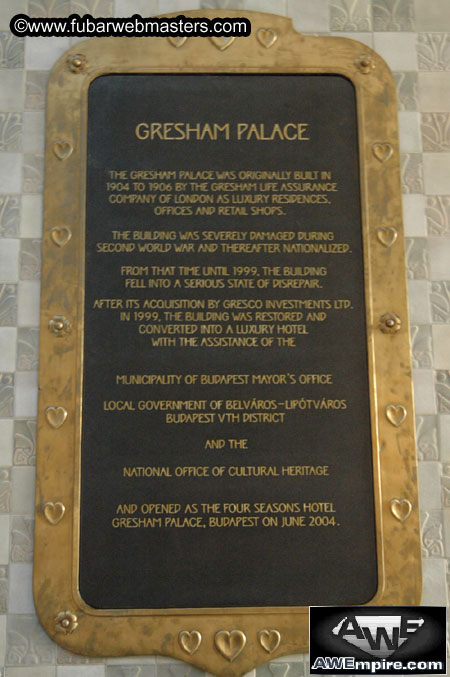 ©www.fubarwebmasters.com
GRESHAM PALACE
THE GRESHAM PALACE WAS ORIGINALLY BUILT IN
1904 TO 1906 BY THE GRESHAM LIFE ASSURANCE
COMPANY OF LONDON AS LUXURY RESIDENCES,
OFFICES AND RETAIL SHOPS.
THE BUILDING WAS SEVERELY DAMAGED DURING
SECOND WORLD WAR AND THEREAFTER NATIONALIZED.
FROM THAT TIME UNTIL 1999, THE BUILDING
FELL INTO A SERIOUS STATE OF DISREPAIR.
AFTER ITS ACQUISITION BY GRESCO INVESTMENTS LTD.
IN 1999, THE BUILDING WAS RESTORED AND
CONVERTED INTO A LUXURY HOTEL
WITH THE ASSISTANCE OF THE
MUNICIPALITY OF BUDAPEST MAYOR'S OFFICE
LOCAL GOVERNMENT OF BELVÁROS-LIPÓTVÁROS
BUDAPEST VTH DISTRICT
AND THE
NATIONAL OFFICE OF CULTURAL HERITAGE
AND OPENED AS THE FOUR SEASONS HOTEL
GRESHAM PALACE, BUDAPEST ON JUNE 2004.
AWE
AWEmpire.com